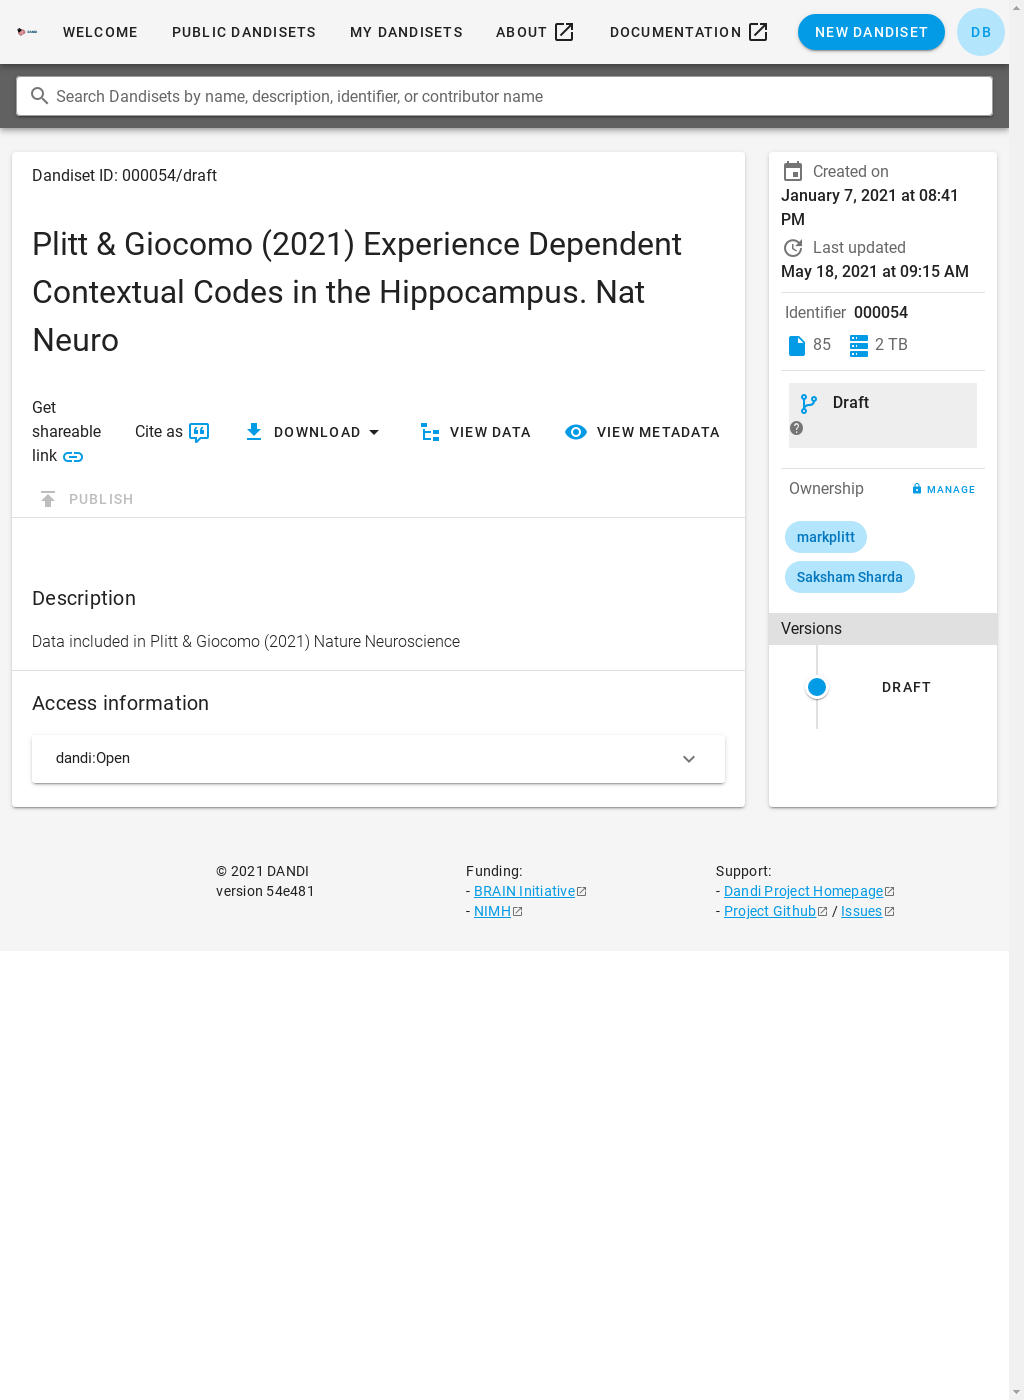 WELCOME PUBLIC DANDISETS MY DANDISETS ABOUT DOCUMENTATION NEW DANDISET DB
Search Dandisets by name, description, identifier, or contributor name
Dandiset ID: 000054/draft
Plitt & Giocomo (2021) Experience Dependent
Contextual Codes in the Hippocampus. Nat
Neuro
Get
shareable
link
Cite as
DOWNLOAD
VIEW DATA
VIEW METADATA
PUBLISH
Description
Data included in Plitt & Giocomo (2021) Nature Neuroscience
Access information
dandi:Open
Created on
January 7, 2021 at 08:41
PM
Last updated
May 18, 2021 at 09:15 AM
Identifier 000054
85 2 TB
Draft
Ownership MANAGE
markplitt
Saksham Sharda
Versions
DRAFT
© 2021 DANDI
version 54e481
Funding:
- BRAIN Initiative
- NIMH
Support:
- Dandi Project Homepage
- Project Github / Issues